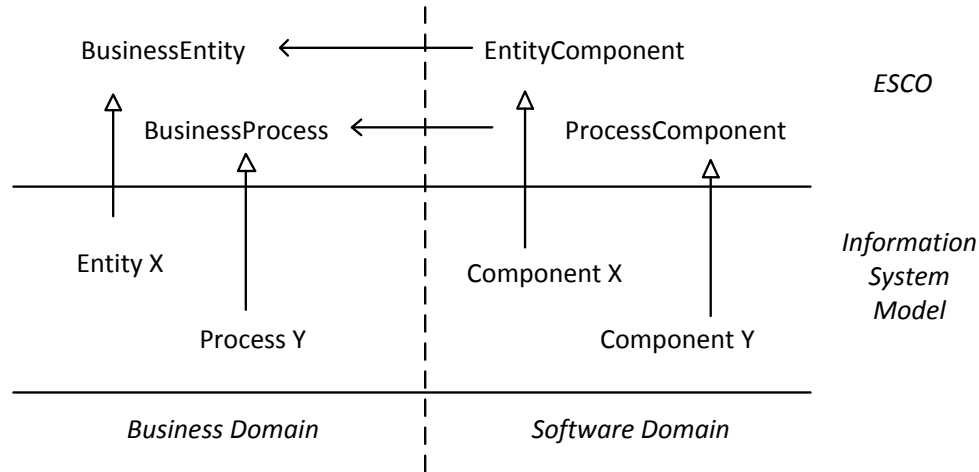 BusinessEntity
EntityComponent
ESCO
BusinessProcess
ProcessComponent
Entity X
Component X
Information
System
Model
Process Y
Component Y
Business Domain
Software Domain